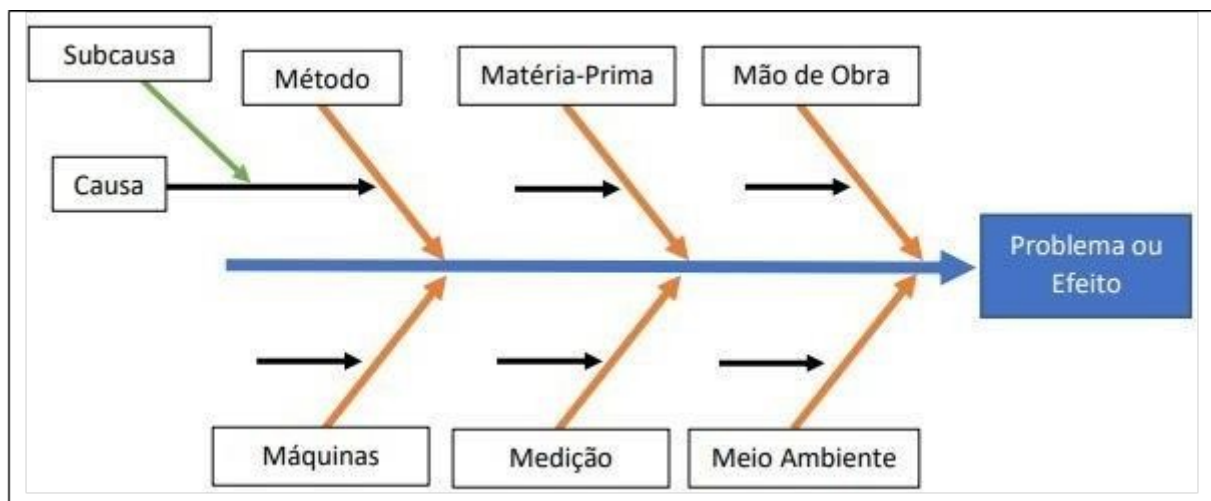 Subcausa
Método
Matéria-Prima
Mão de Obra
Causa
Problema ou
Efeito
Máquinas
Medição
Meio Ambiente